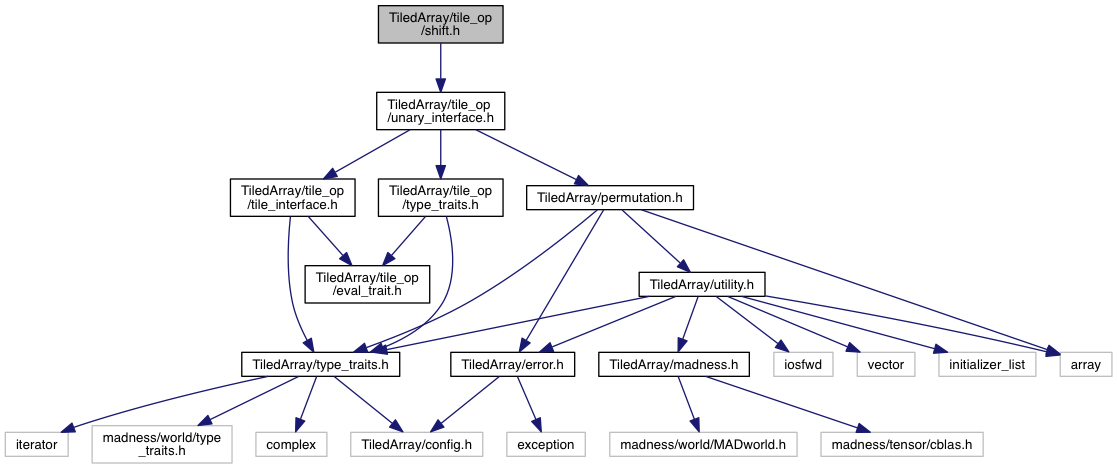 TiledArray/tile_op
/shift.h
TiledArray/tile_op
/unary_interface.h
TiledArray/tile_op
/tile_interface.h
TiledArray/tile_op
/type_traits.h
TiledArray/permutation.h
TiledArray/tile_op
/eval_trait.h
TiledArray/utility.h
TiledArray/type_traits.h
TiledArray/error.h
TiledArray/madness.h
iosfwd
vector
initializer_list
array
iterator
madness/world/type
_traits.h
complex
TiledArray/config.h
exception
madness/world/MADworld.h
madness/tensor/cblas.h